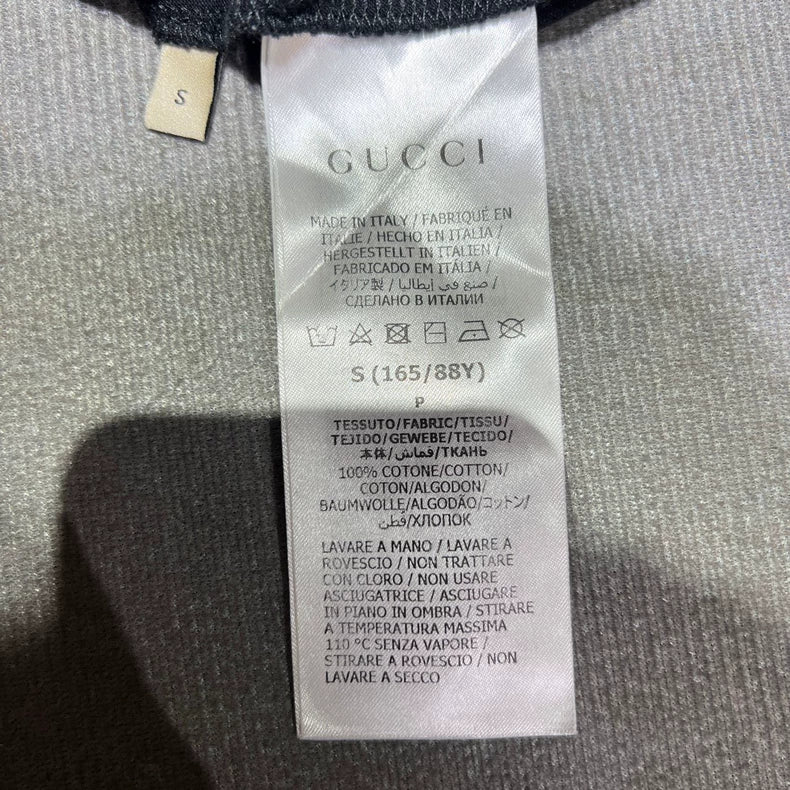 S
GUCCI
MADE IN ITALY / FABRIQUÉ EN
ITALIE / HECHO EN ITALIA /
HERGESTELLT IN ITALIEN /
FABRICADO EM ITÁLIA /
イタリア製 / صنع في إيطاليا /
СДЕЛАНО В ИТАЛИИ
S (165/88Y)
P
TESSUTO/FABRIC/TISSU/
TEJIDO/GEWEBE/TECIDO/
本体/قماش/ТКАНЬ
100% COTONE/COTTON/
COTON/ALGODON/
BAUMWOLLE/ALGODÃO/コットン/
قُطن/ХЛОПОК
LAVARE A MANO / LAVARE A
ROVESCIO / NON TRATTARE
CON CLORO / NON USARE
ASCIUGATRICE / ASCIUGARE
IN PIANO IN OMBRA / STIRARE
A TEMPERATURA MASSIMA
110 °C SENZA VAPORE /
STIRARE A ROVESCIO / NON
LAVARE A SECCO